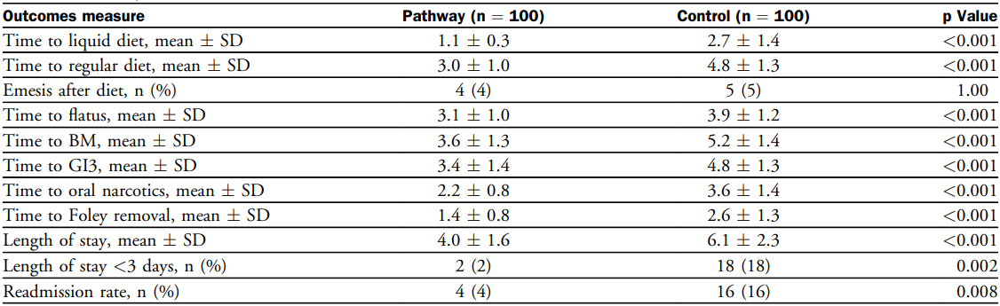 Outcomes measure Pathway (n = 100) Control (n = 100) p Value
Time to liquid diet, mean ± SD 1.1 ± 0.3 2.7 ± 1.4 <0.001
Time to regular diet, mean ± SD 3.0 ± 1.0 4.8 ± 1.3 <0.001
Emesis after diet, n (%) 4 (4) 5 (5) 1.00
Time to flatus, mean ± SD 3.1 ± 1.0 3.9 ± 1.2 <0.001
Time to BM, mean ± SD 3.6 ± 1.3 5.2 ± 1.4 <0.001
Time to GI3, mean ± SD 3.4 ± 1.4 4.8 ± 1.3 <0.001
Time to oral narcotics, mean ± SD 2.2 ± 0.8 3.6 ± 1.4 <0.001
Time to Foley removal, mean ± SD 1.4 ± 0.8 2.6 ± 1.3 <0.001
Length of stay, mean ± SD 4.0 ± 1.6 6.1 ± 2.3 <0.001
Length of stay <3 days, n (%) 2 (2) 18 (18) 0.002
Readmission rate, n (%) 4 (4) 16 (16) 0.008